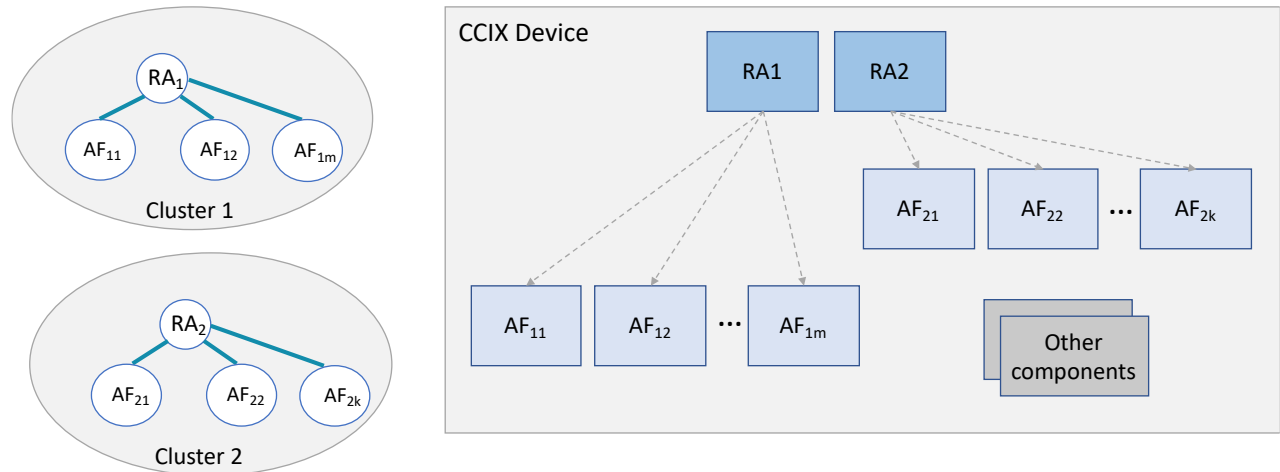 RA₁
AF₁₁
AF₁₂
AF₁ₘ
Cluster 1
RA₂
AF₂₁
AF₂₂
AF₂ₖ
Cluster 2
CCIX Device
RA1
RA2
AF₂₁
AF₂₂
...
AF₂ₖ
AF₁₁
AF₁₂
...
AF₁ₘ
Other
components